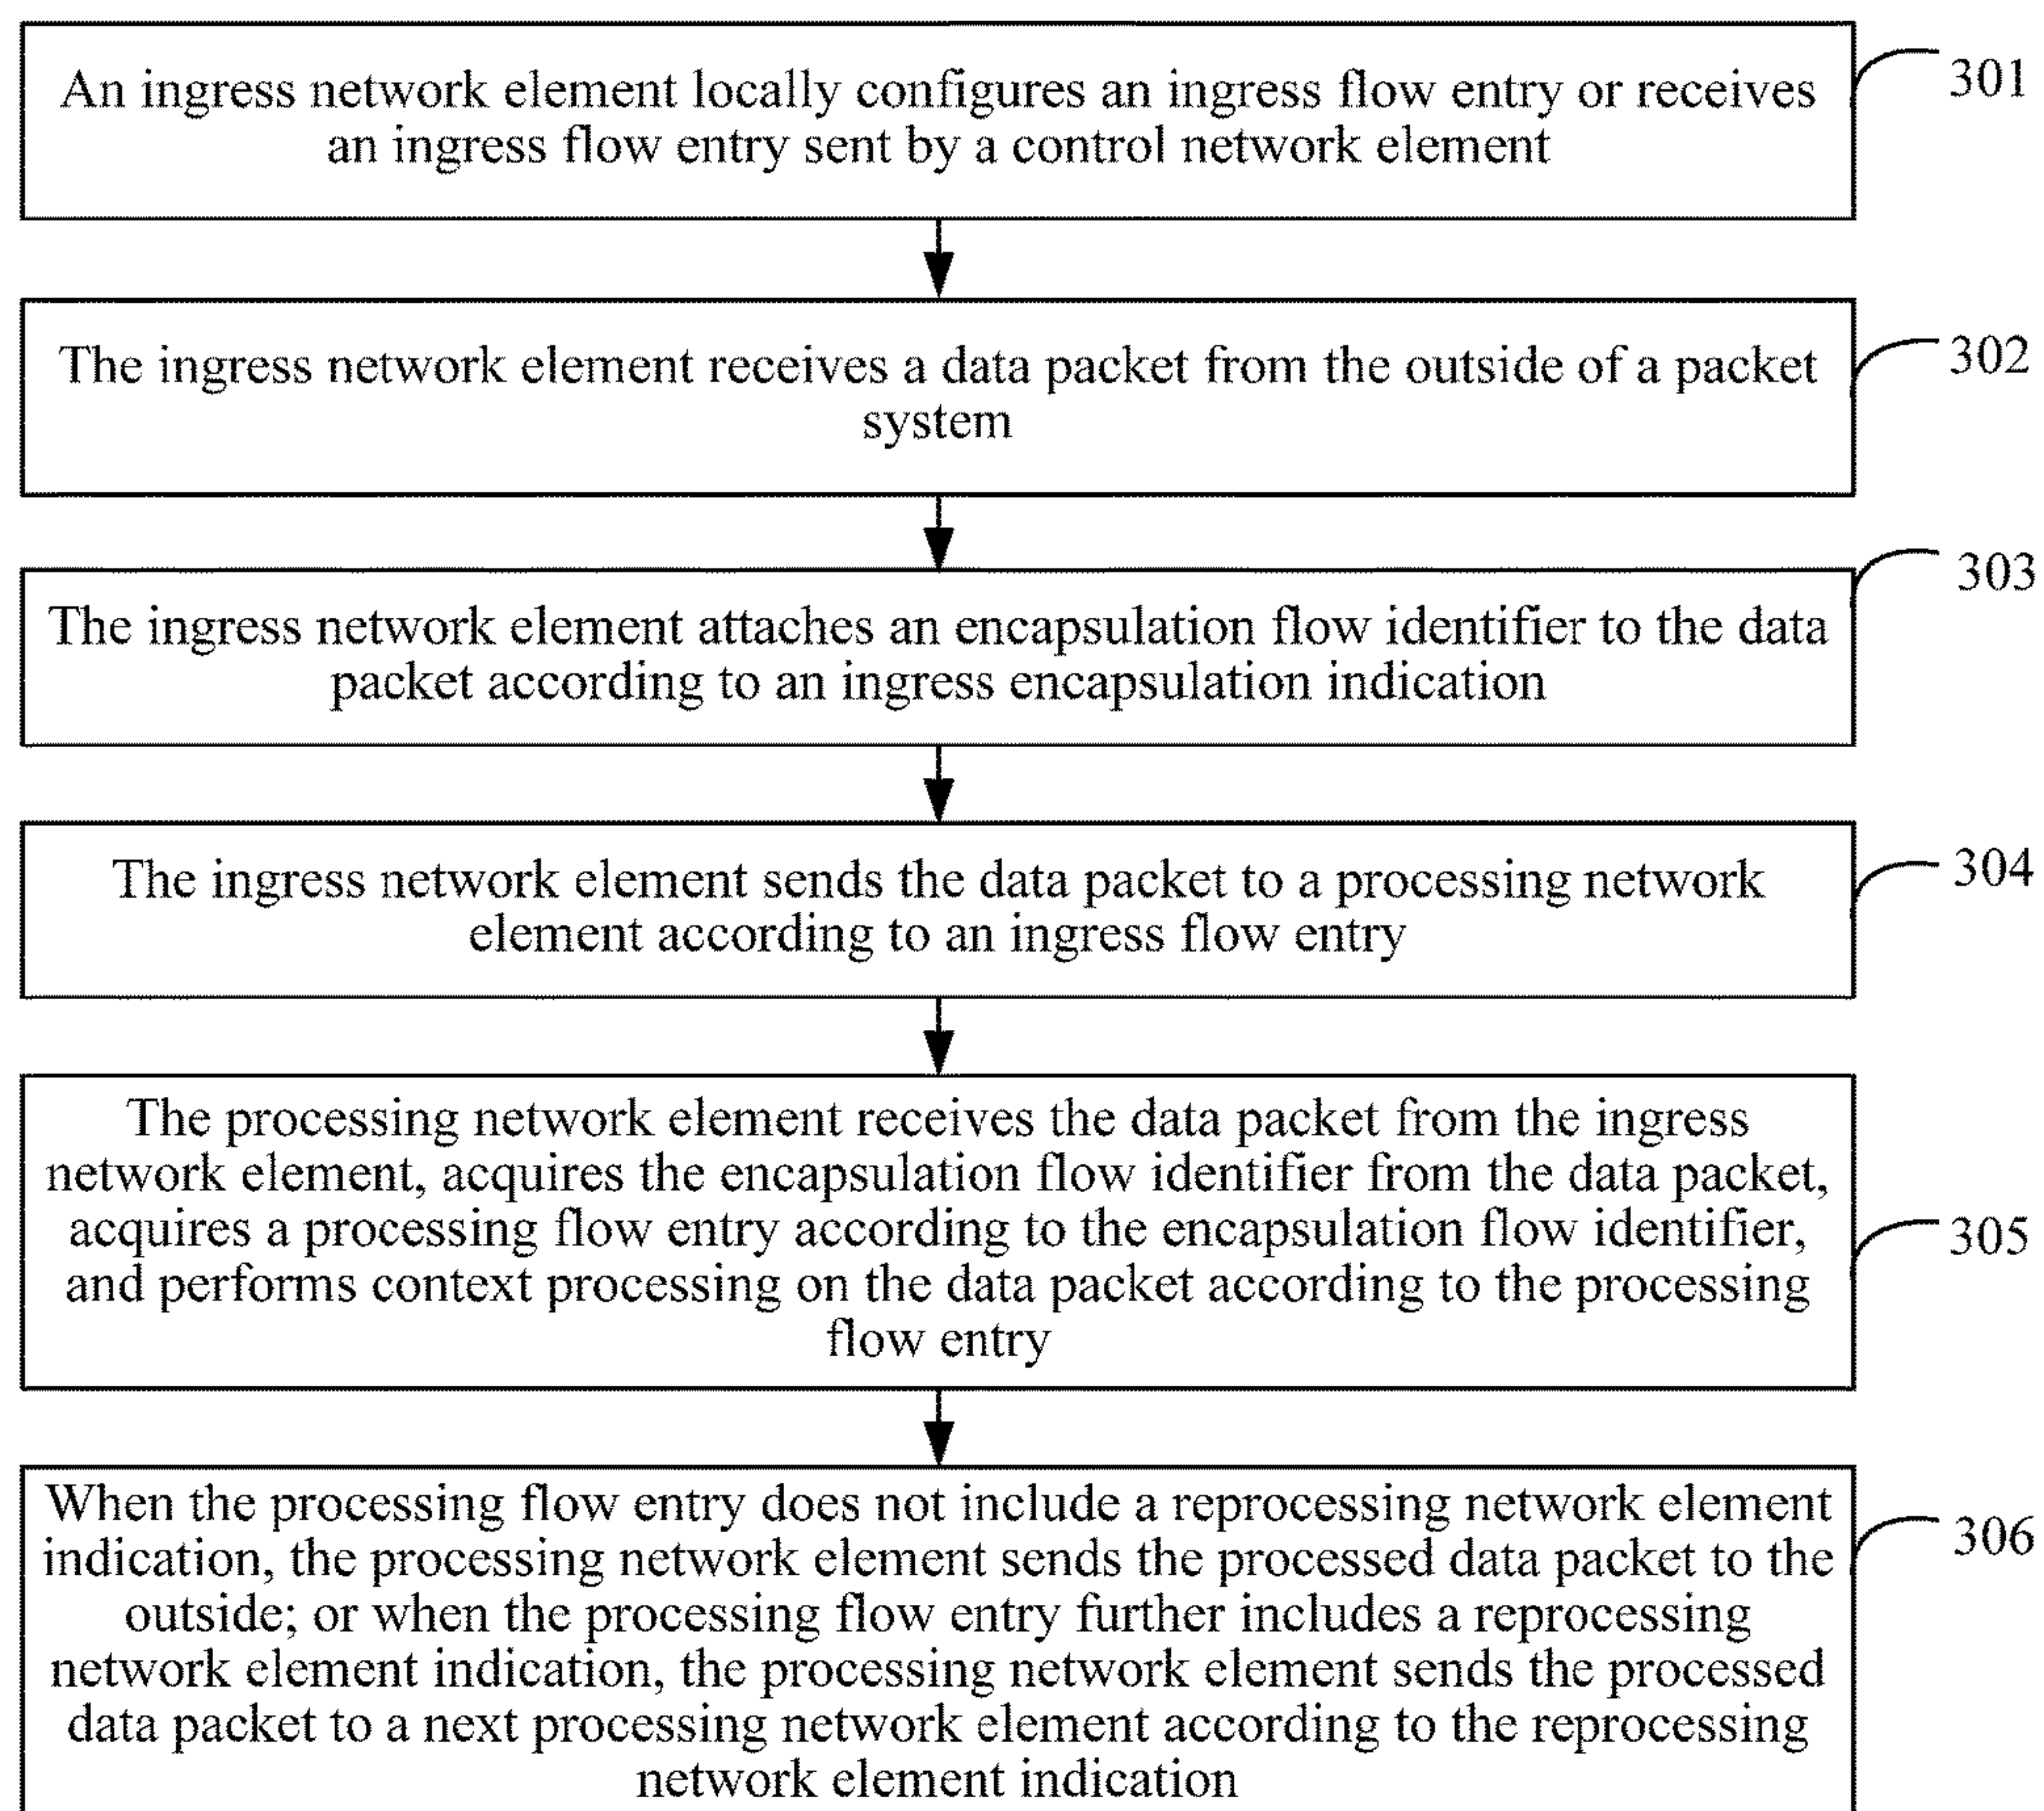 An ingress network element locally configures an ingress flow entry or receives
an ingress flow entry sent by a control network element
301
The ingress network element receives a data packet from the outside of a packet
system
302
The ingress network element attaches an encapsulation flow identifier to the data
packet according to an ingress encapsulation indication
303
The ingress network element sends the data packet to a processing network
element according to an ingress flow entry
304
The processing network element receives the data packet from the ingress
network element, acquires the encapsulation flow identifier from the data packet,
acquires a processing flow entry according to the encapsulation flow identifier,
and performs context processing on the data packet according to the processing
flow entry
305
When the processing flow entry does not include a reprocessing network element
indication, the processing network element sends the processed data packet to the
outside; or when the processing flow entry further includes a reprocessing
network element indication, the processing network element sends the processed
data packet to a next processing network element according to the reprocessing
network element indication
306